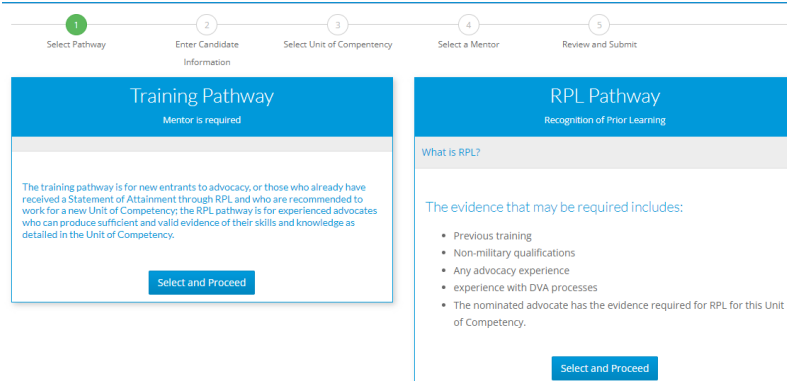 1
2
3
4
5
Select Pathway
Enter Candidate
Information
Select Unit of Compentency
Select a Mentor
Review and Submit
Training Pathway
Mentor is required
The training pathway is for new entrants to advocacy, or those who already have
received a Statement of Attainment through RPL and who are recommended to
work for a new Unit of Competency; the RPL pathway is for experienced advocates
who can produce sufficient and valid evidence of their skills and knowledge as
detailed in the Unit of Competency.
Select and Proceed
RPL Pathway
Recognition of Prior Learning
What is RPL?
The evidence that may be required includes:
• Previous training
• Non-military qualifications
• Any advocacy experience
• experience with DVA processes
• The nominated advocate has the evidence required for RPL for this Unit
of Competency.
Select and Proceed